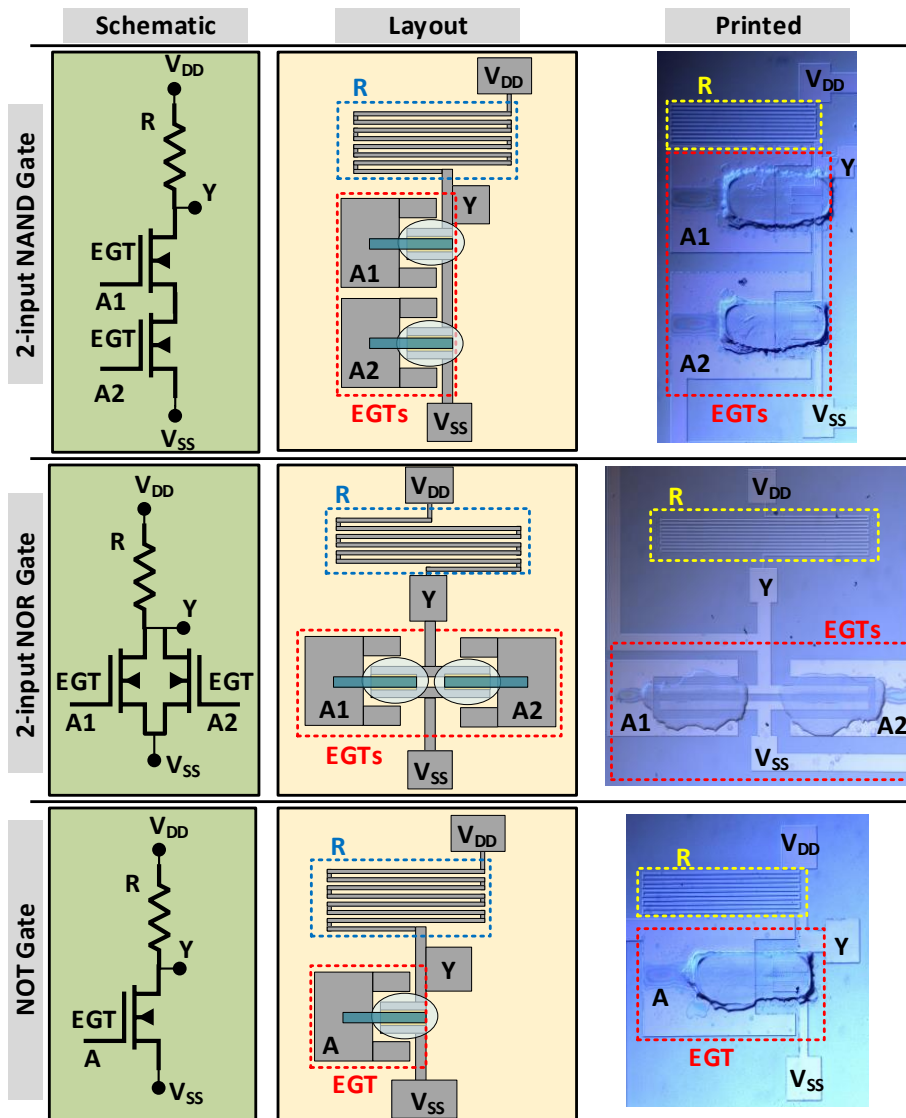 Schematic
Layout
Printed
2-input NAND Gate
VDD
R
Y
EGT
A1
EGT
A2
VSS
VDD
R
Y
A1
A2
EGTs
VSS
R
VDD
Y
A1
A2
EGTs
VSS
2-input NOR Gate
VDD
R
Y
EGT
EGT
A1
A2
VSS
VDD
R
Y
A1
A2
EGTs
VSS
VDD
R
Y
EGTs
A1
A2
VSS
NOT Gate
VDD
R
Y
EGT
A
VSS
VDD
R
Y
A
EGT
VSS
VDD
R
Y
A
EGT
VSS